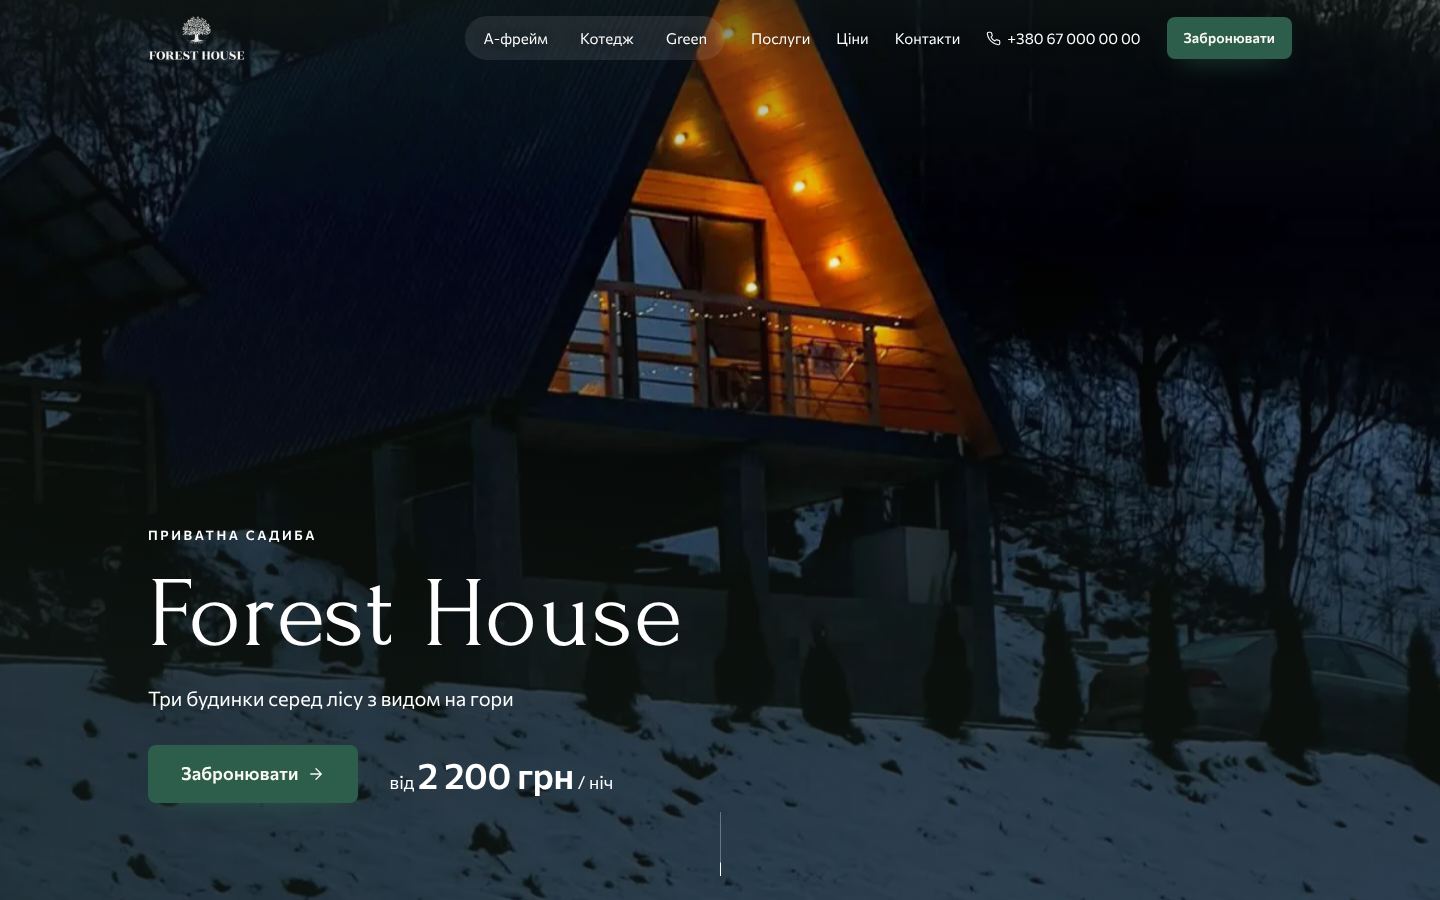 FOREST HOUSE
А-фрейм Котедж Green Послуги Ціни Контакти +380 67 000 00 00 Забронювати
ПРИВАТНА САДИБА
Forest House
Три будинки серед лісу з видом на гори
Забронювати → від 2 200 грн / ніч